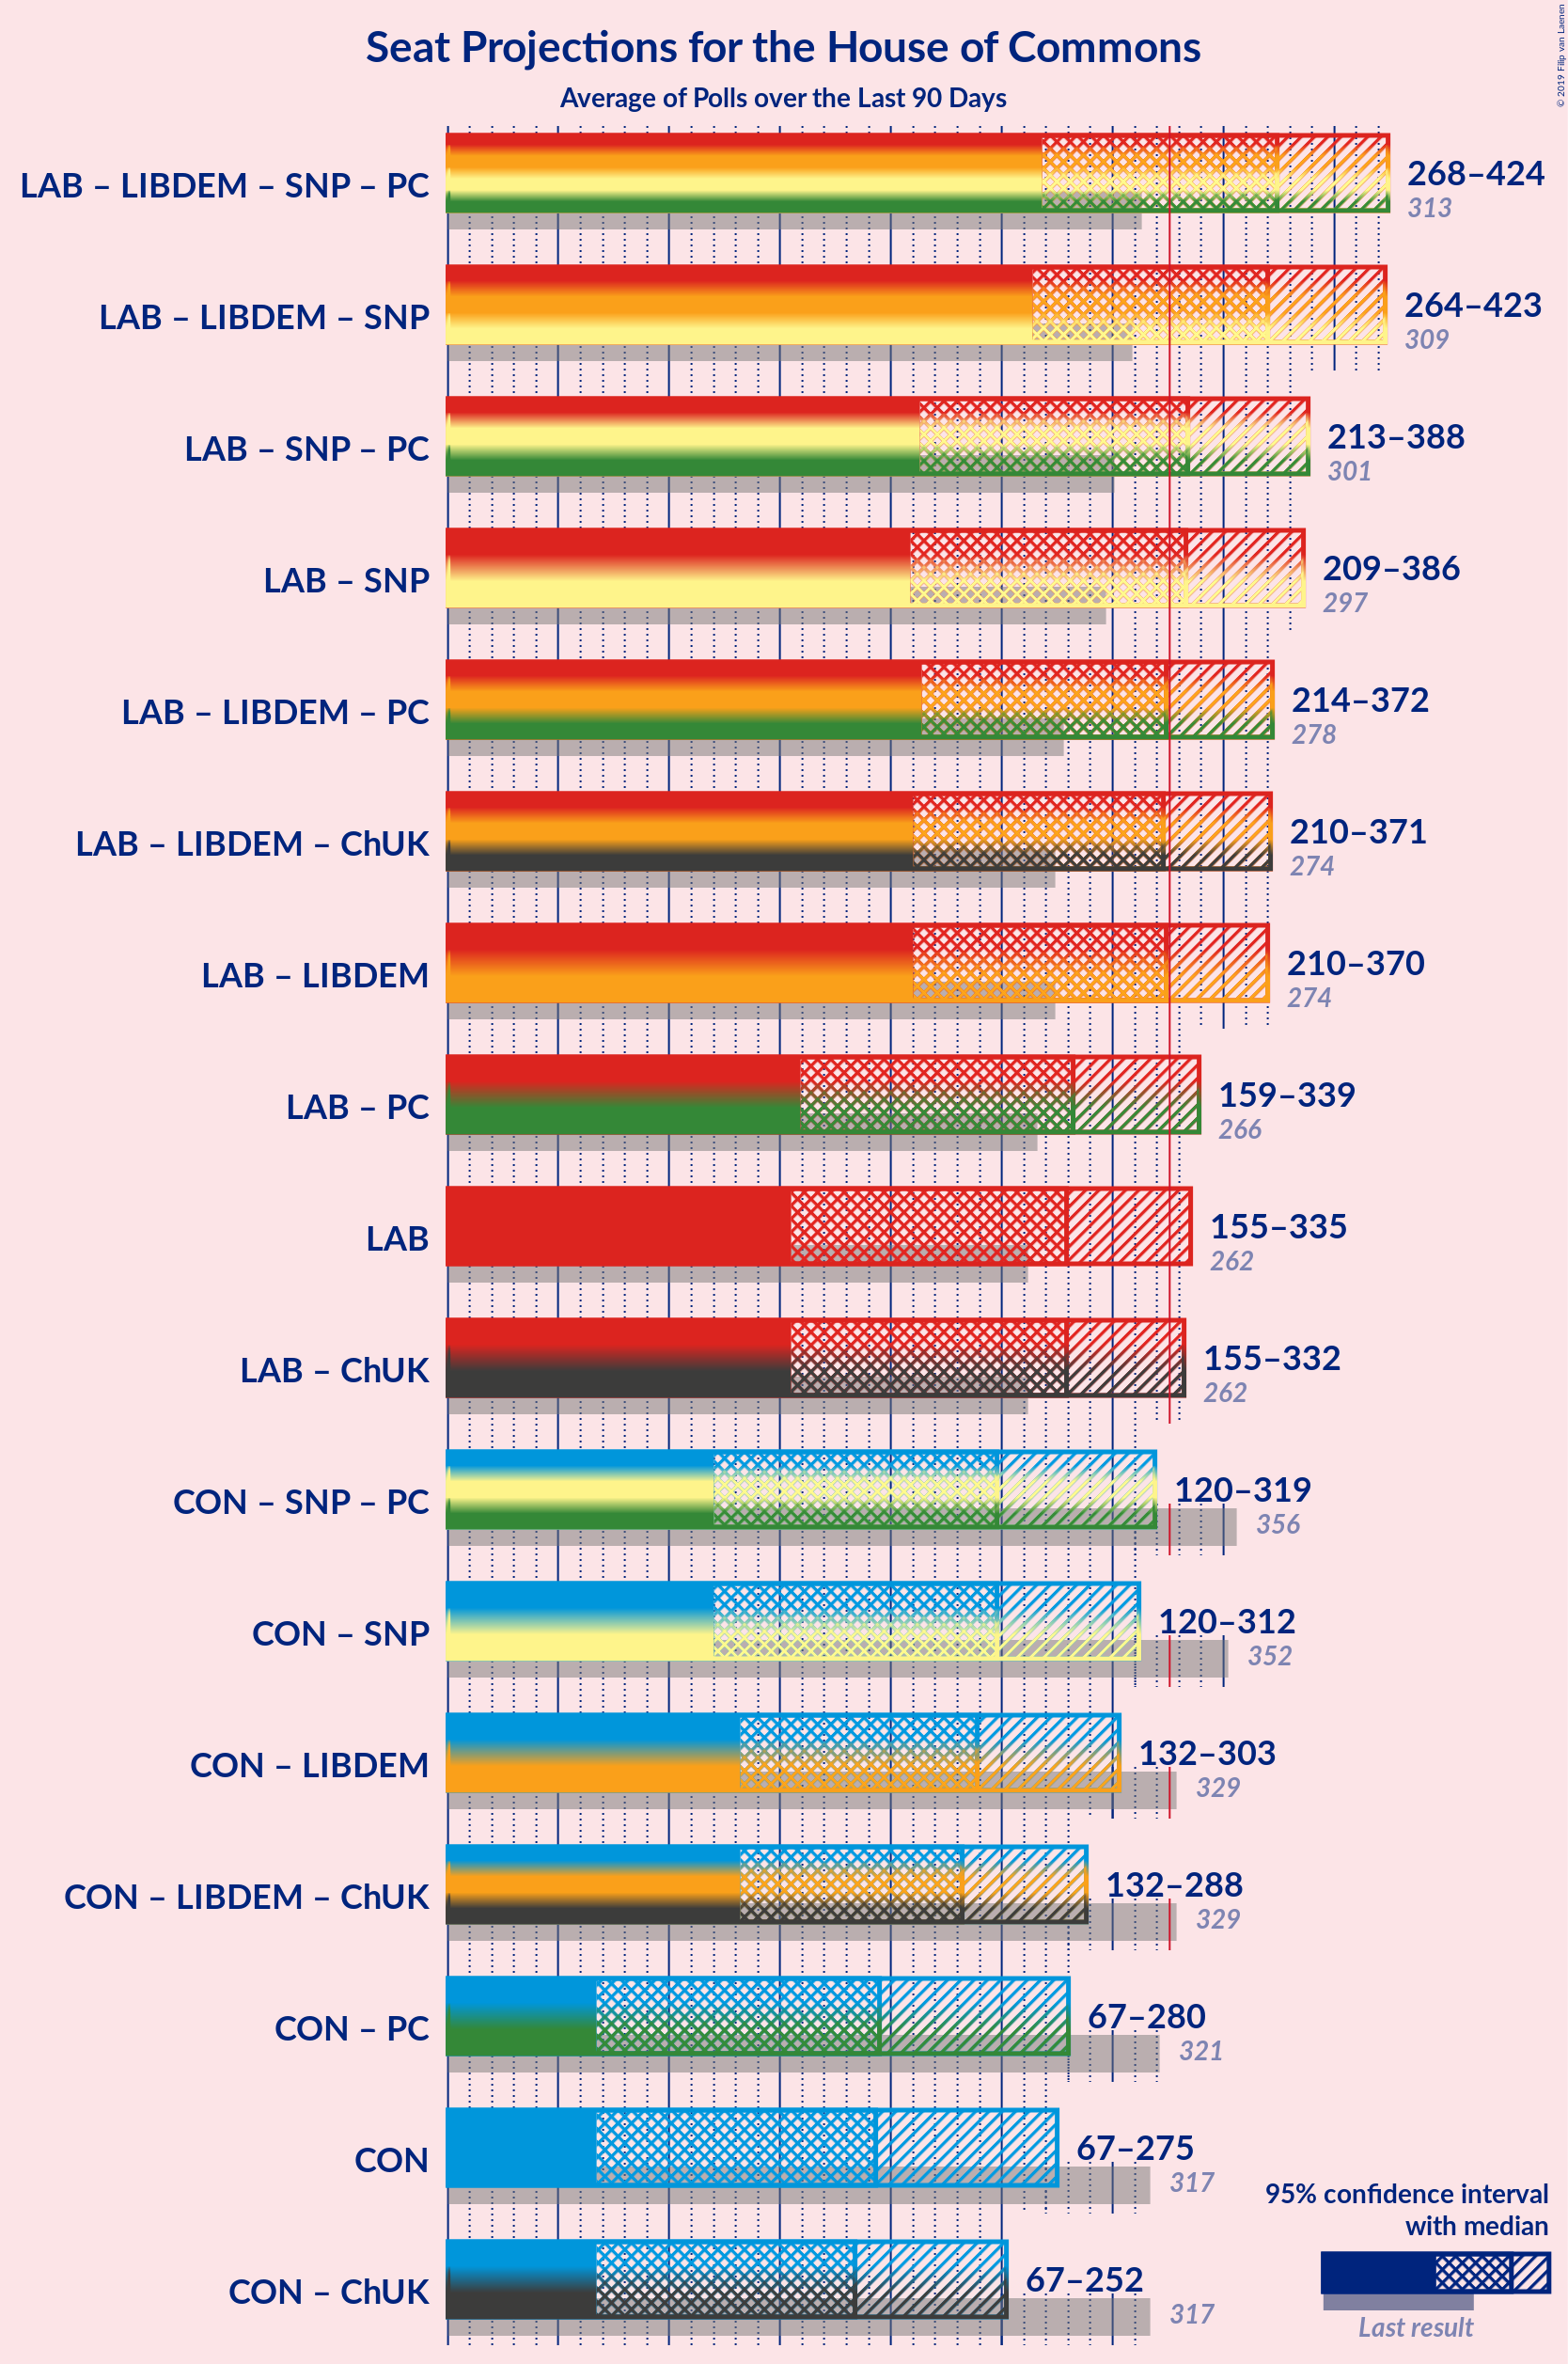 Seat Projections for the House of Commons
Average of Polls over the Last 90 Days
© 2019 Filip van Laenen
LAB – LIBDEM – SNP – PC
268–424
313
LAB – LIBDEM – SNP
264–423
309
LAB – SNP – PC
213–388
301
LAB – SNP
209–386
297
LAB – LIBDEM – PC
214–372
278
LAB – LIBDEM – ChUK
210–371
274
LAB – LIBDEM
210–370
274
LAB – PC
159–339
266
LAB
155–335
262
LAB – ChUK
155–332
262
CON – SNP – PC
120–319
356
CON – SNP
120–312
352
CON – LIBDEM
132–303
329
CON – LIBDEM – ChUK
132–288
329
CON – PC
67–280
321
CON
67–275
317
CON – ChUK
67–252
317
95% confidence interval
with median
Last result